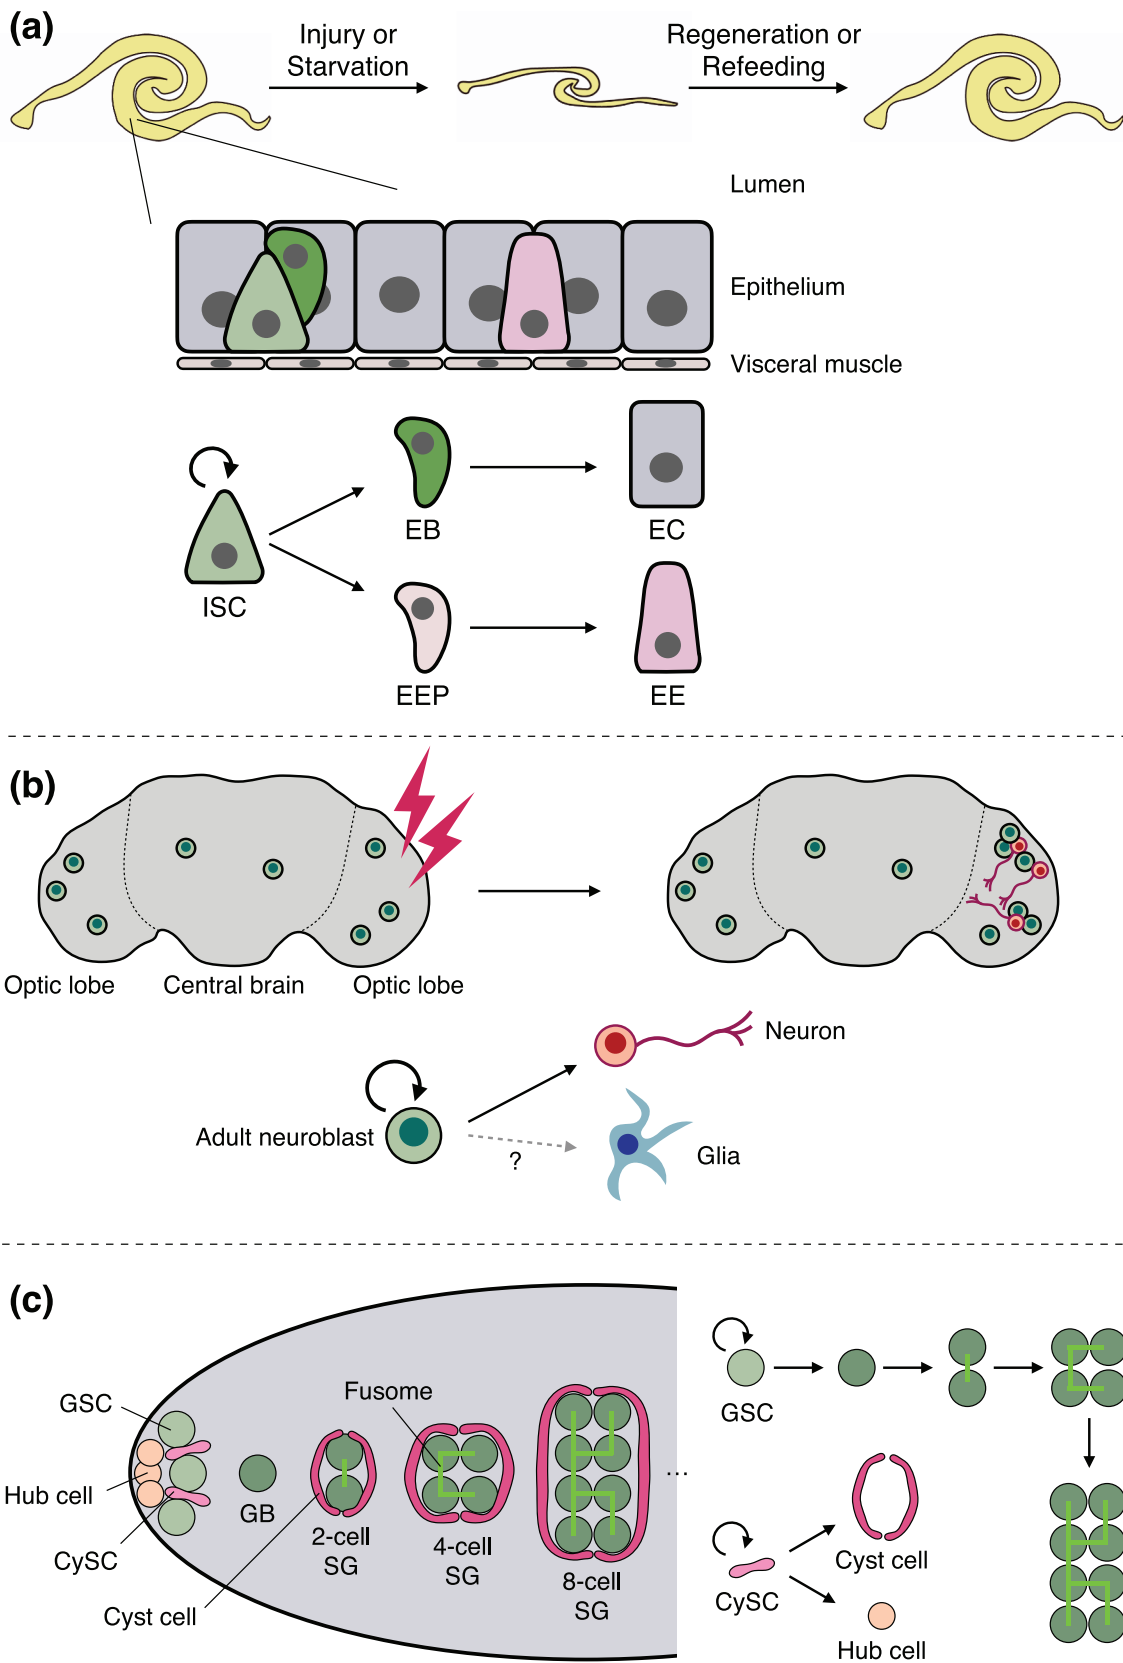 (a)
Injury or
Starvation
Regeneration or
Refeeding
Lumen
Epithelium
Visceral muscle
ISC
EB
EC
EEP
EE
(b)
Optic lobe
Central brain
Optic lobe
Adult neuroblast
?
Neuron
Glia
(c)
GSC
Hub cell
CySC
GB
Cyst cell
Fusome
2-cell
SG
4-cell
SG
8-cell
SG
...
GSC
CySC
Cyst cell
Hub cell